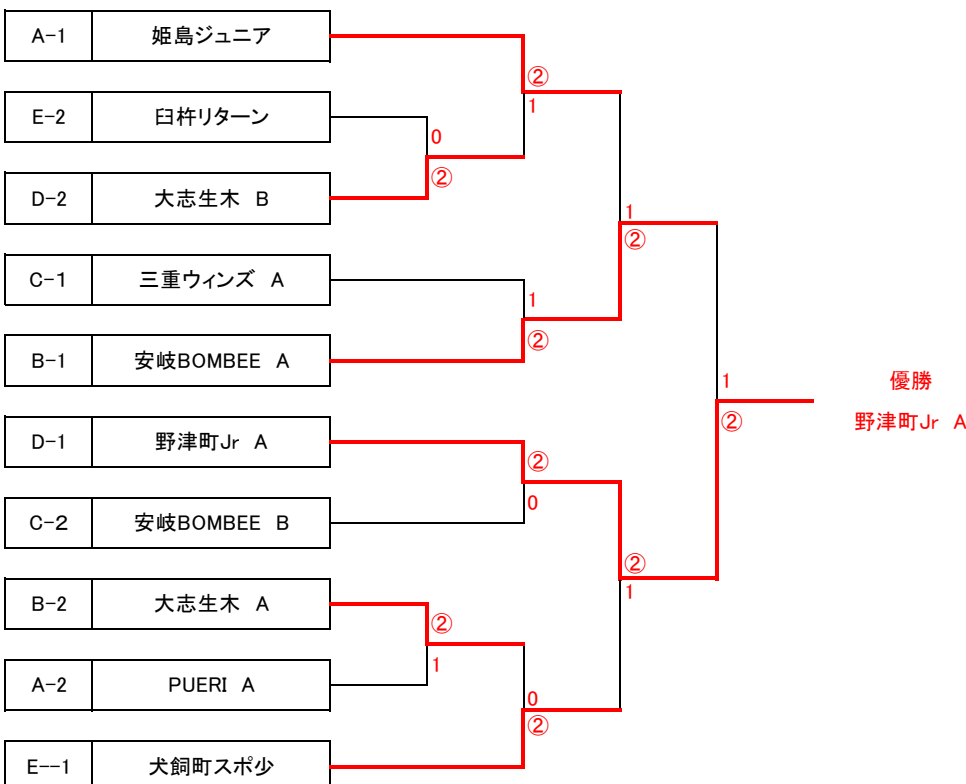 A-1 姫島ジュニア
②
1
E-2 臼杵リターン
0
②
D-2 大志生木 B
1
②
C-1 三重ウィンズ A
1
②
B-1 安岐BOMBEE A
1 優勝
② 野津町Jr A
D-1 野津町Jr A
②
0
C-2 安岐BOMBEE B
②
1
B-2 大志生木 A
②
1
A-2 PUERI A
0
②
E--1 犬飼町スポ少